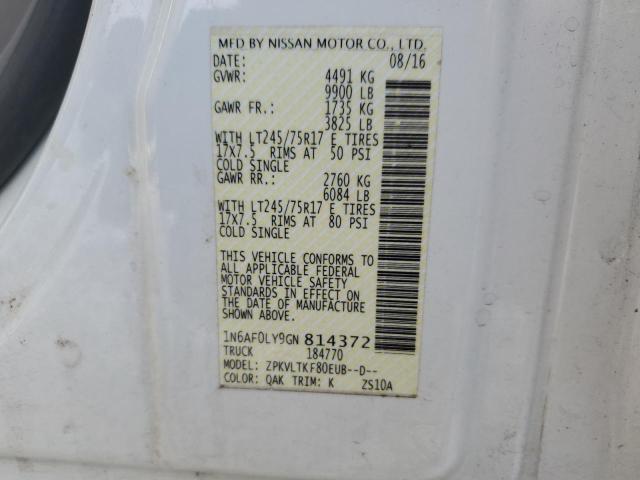 MFD BY NISSAN MOTOR CO., LTD.
DATE: 08/16
GVWR: 4491 KG
9900 LB
GAWR FR.: 1735 KG
3825 LB
WITH LT245/75R17 E TIRES
17X7.5 RIMS AT 50 PSI
COLD SINGLE
GAWR RR.: 2760 KG
6084 LB
WITH LT245/75R17 E TIRES
17X7.5 RIMS AT 80 PSI
COLD SINGLE
THIS VEHICLE CONFORMS TO
ALL APPLICABLE FEDERAL
MOTOR VEHICLE SAFETY
STANDARDS IN EFFECT ON
THE DATE OF MANUFACTURE
SHOWN ABOVE.
1N6AF0LY9GN 814372
TRUCK 184770
MODEL: ZPKVLTKF80EUB--D--
COLOR: QAK TRIM: K ZS10A